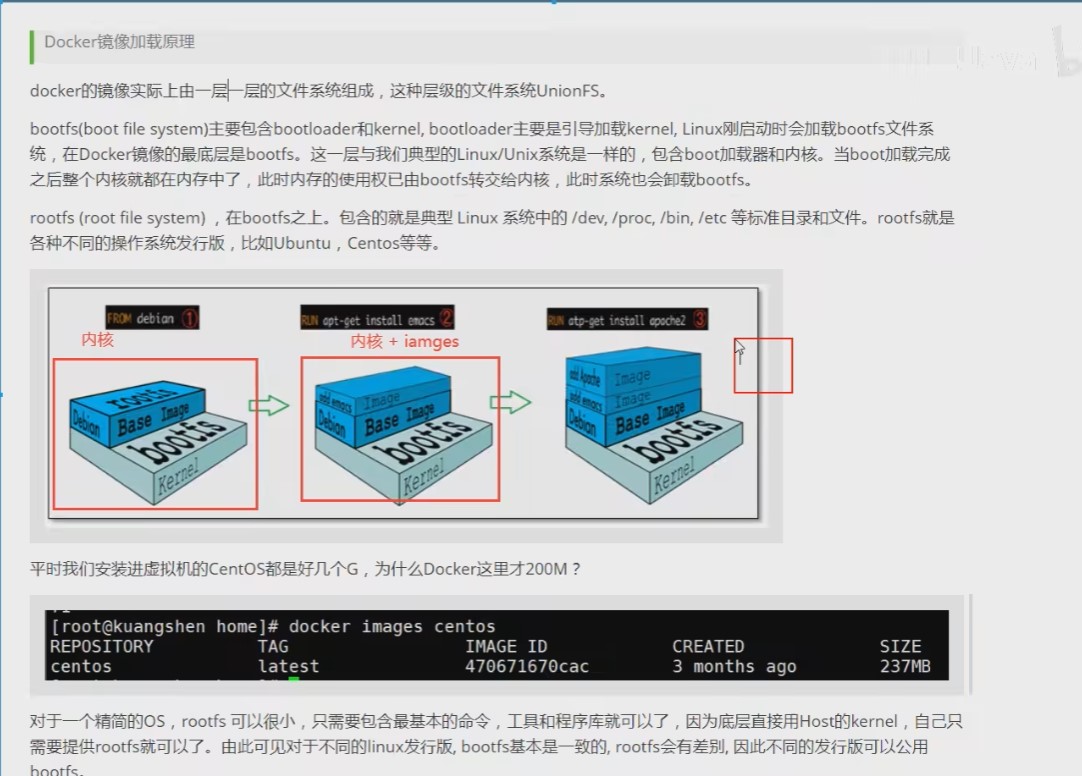 Docker镜像加载原理
docker的镜像实际上由一层一层的文件系统组成，这种层级的文件系统UnionFS。
bootfs(boot file system)主要包含bootloader和kernel, bootloader主要是引导加载kernel, Linux刚启动时会加载bootfs文件系
统，在Docker镜像的最底层是bootfs。这一层与我们典型的Linux/Unix系统是一样的，包含boot加载器和内核。当boot加载完成
之后整个内核就都在内存中了，此时内存的使用权已由bootfs转交给内核，此时系统也会卸载bootfs。
rootfs (root file system) ，在bootfs之上。包含的就是典型 Linux 系统中的 /dev, /proc, /bin, /etc 等标准目录和文件。rootfs就是
各种不同的操作系统发行版，比如Ubuntu，Centos等等。
FROM debian ①
RUN apt-get install emacs ②
RUN atp-get install apache2 ③
内核
内核 + iamges
rootfs
Debian Base Image
bootfs
Kernel
Image
add emacs
Debian Base Image
bootfs
Kernel
add Apache Image
add emacs Image
Debian Base Image
bootfs
Kernel
平时我们安装进虚拟机的CentOS都是好几个G，为什么Docker这里才200M？
[root@kuangshen home]# docker images centos
REPOSITORY TAG IMAGE ID CREATED SIZE
centos latest 470671670cac 3 months ago 237MB
对于一个精简的OS，rootfs 可以很小，只需要包含最基本的命令，工具和程序库就可以了，因为底层直接用Host的kernel，自己只
需要提供rootfs就可以了。由此可见对于不同的linux发行版, bootfs基本是一致的, rootfs会有差别, 因此不同的发行版可以公用
bootfs。